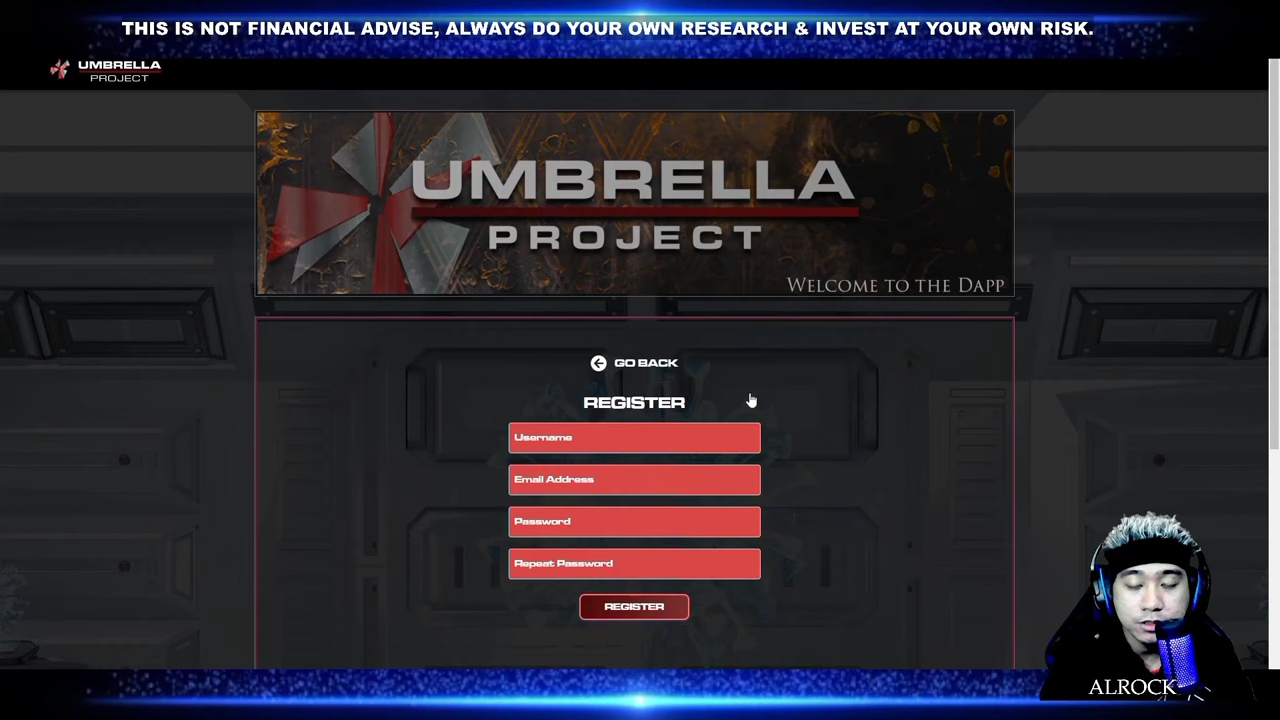 THIS IS NOT FINANCIAL ADVISE, ALWAYS DO YOUR OWN RESEARCH & INVEST AT YOUR OWN RISK.
UMBRELLA
PROJECT
UMBRELLA
PROJECT
WELCOME TO THE DAPP
GO BACK
REGISTER
Username
Email Address
Password
Repeat Password
REGISTER
ALROCK